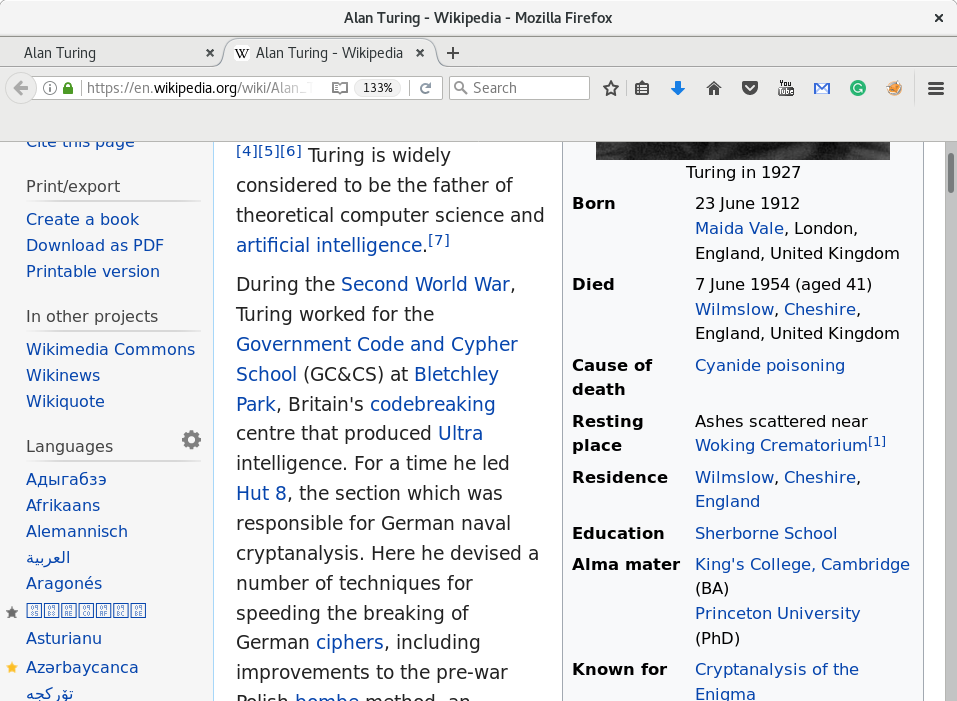 Alan Turing - Wikipedia - Mozilla Firefox
Alan Turing
Alan Turing - Wikipedia
https://en.wikipedia.org/wiki/Alan_T
133%
Search
Cite this page
Print/export
Create a book
Download as PDF
Printable version
In other projects
Wikimedia Commons
Wikinews
Wikiquote
Languages
Адыгабзэ
Afrikaans
Alemannisch
العربية
Aragonés
Asturianu
Azərbaycanca
تۆرکجه
[4][5][6] Turing is widely
considered to be the father of
theoretical computer science and
artificial intelligence.[7]
During the Second World War,
Turing worked for the
Government Code and Cypher
School (GC&CS) at Bletchley
Park, Britain's codebreaking
centre that produced Ultra
intelligence. For a time he led
Hut 8, the section which was
responsible for German naval
cryptanalysis. Here he devised a
number of techniques for
speeding the breaking of
German ciphers, including
improvements to the pre-war
Polish bombe method, an
Turing in 1927
Born 23 June 1912
Maida Vale, London,
England, United Kingdom
Died 7 June 1954 (aged 41)
Wilmslow, Cheshire,
England, United Kingdom
Cause of death Cyanide poisoning
Resting place Ashes scattered near
Woking Crematorium[1]
Residence Wilmslow, Cheshire,
England
Education Sherborne School
Alma mater King's College, Cambridge
(BA)
Princeton University
(PhD)
Known for Cryptanalysis of the
Enigma